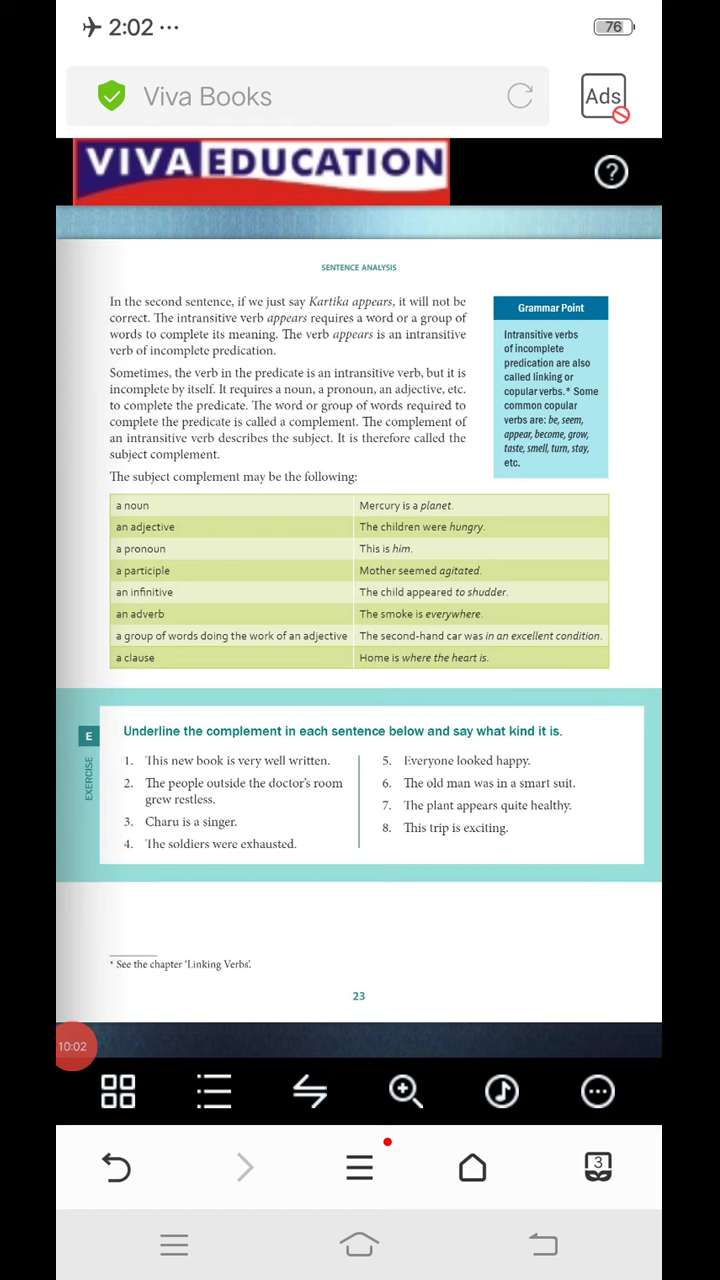 2:02 ...
76
Viva Books
Ads
VIVA EDUCATION
?
SENTENCE ANALYSIS
In the second sentence, if we just say Kartika appears, it will not be
correct. The intransitive verb appears requires a word or a group of
words to complete its meaning. The verb appears is an intransitive
verb of incomplete predication.
Sometimes, the verb in the predicate is an intransitive verb, but it is
incomplete by itself. It requires a noun, a pronoun, an adjective, etc.
to complete the predicate. The word or group of words required to
complete the predicate is called a complement. The complement of
an intransitive verb describes the subject. It is therefore called the
subject complement.
Grammar Point
Intransitive verbs
of incomplete
predication are also
called linking or
copular verbs.* Some
common copular
verbs are: be, seem,
appear, become, grow,
taste, smell, turn, stay,
etc.
The subject complement may be the following:
a noun Mercury is a planet.
an adjective The children were hungry.
a pronoun This is him.
a participle Mother seemed agitated.
an infinitive The child appeared to shudder.
an adverb The smoke is everywhere.
a group of words doing the work of an adjective The second-hand car was in an excellent condition.
a clause Home is where the heart is.
E
EXERCISE
Underline the complement in each sentence below and say what kind it is.
1. This new book is very well written.
2. The people outside the doctor's room
grew restless.
3. Charu is a singer.
4. The soldiers were exhausted.
5. Everyone looked happy.
6. The old man was in a smart suit.
7. The plant appears quite healthy.
8. This trip is exciting.
* See the chapter 'Linking Verbs'.
23
10:02
3